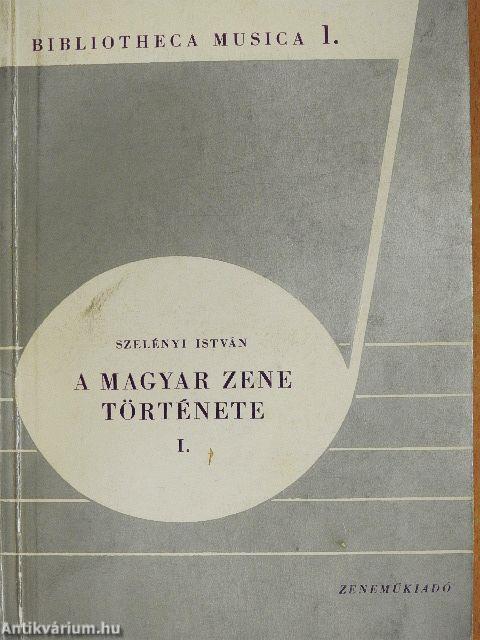 BIBLIOTHECA MUSICA 1.
SZELÉNYI ISTVÁN
A MAGYAR ZENE
TÖRTÉNETE
I.
ZENEMŰKIADÓ
Antikvárium.hu